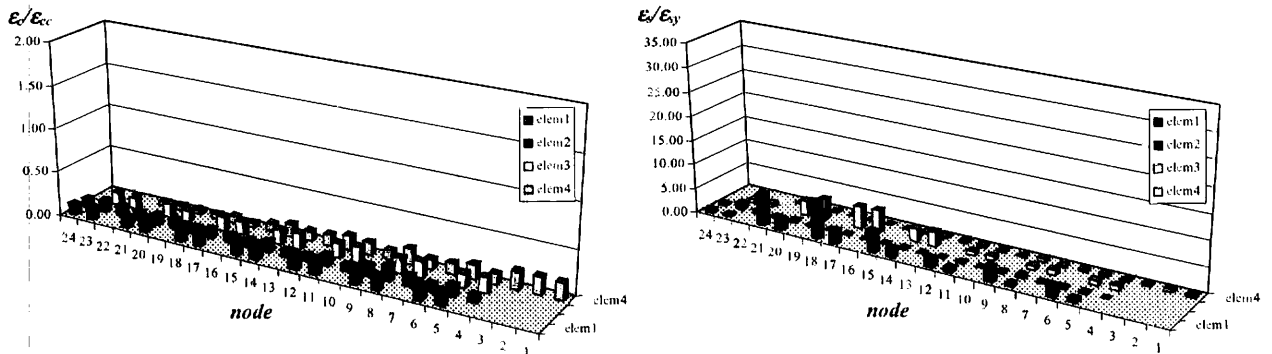 εc/εcc
2.00
1.50
1.00
0.50
0.00
24 23 22 21 20 19 18 17 16 15 14 13 12 11 10 9 8 7 6 5 4 3 2 1
node
elem4
elem1
elem1
elem2
elem3
elem4
εs/εsy
35.00
30.00
25.00
20.00
15.00
10.00
5.00
0.00
24 23 22 21 20 19 18 17 16 15 14 13 12 11 10 9 8 7 6 5 4 3 2 1
node
elem4
elem1
elem1
elem2
elem3
elem4